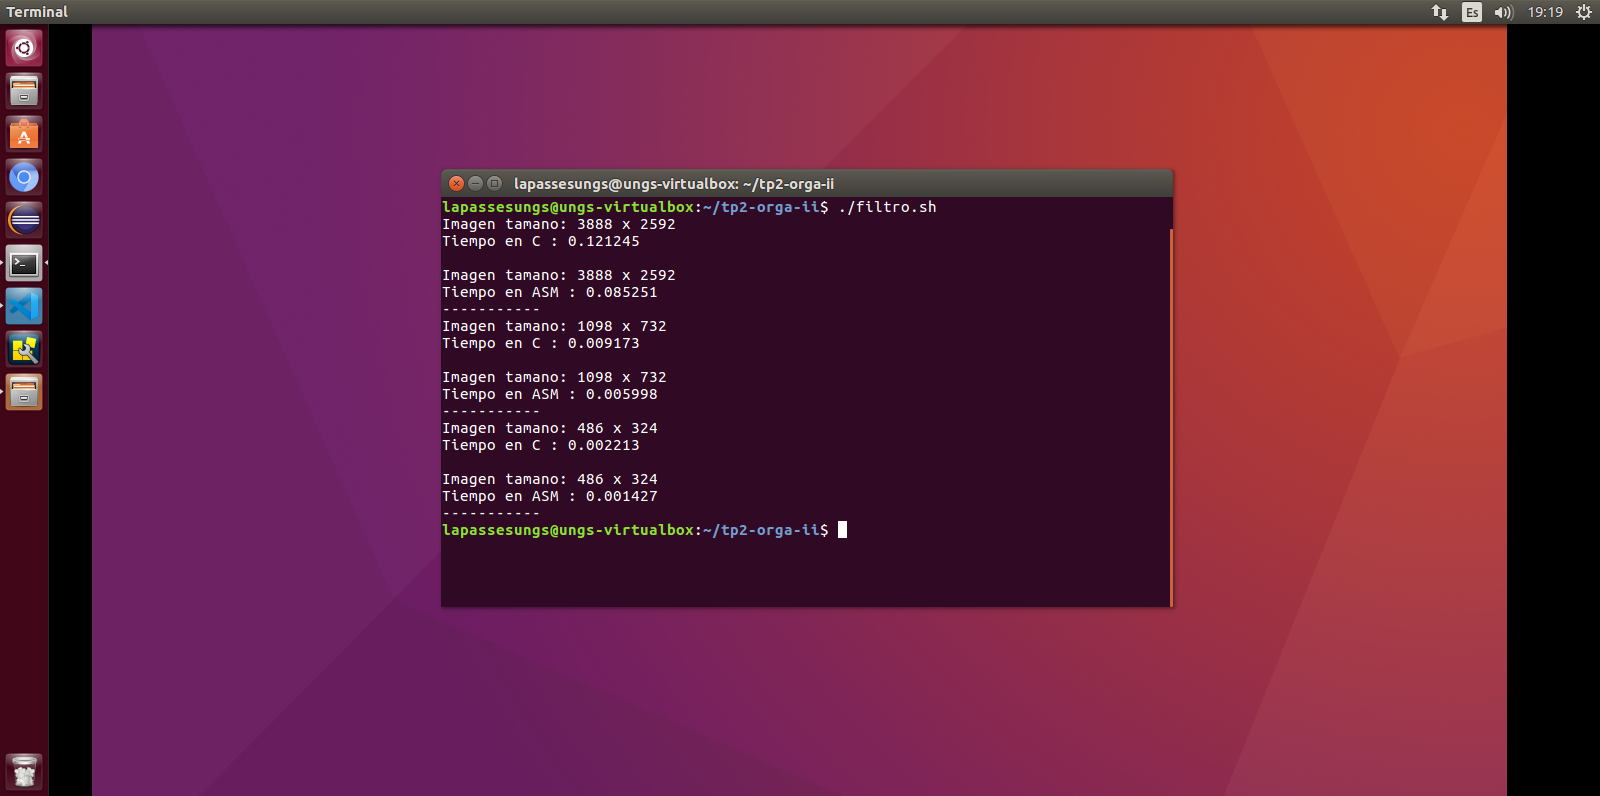 Terminal
Es
19:19
lapassesungs@ungs-virtualbox: ~/tp2-orga-ii
lapassesungs@ungs-virtualbox:~/tp2-orga-ii$ ./filtro.sh
Imagen tamano: 3888 x 2592
Tiempo en C : 0.121245
Imagen tamano: 3888 x 2592
Tiempo en ASM : 0.085251
-----------
Imagen tamano: 1098 x 732
Tiempo en C : 0.009173
Imagen tamano: 1098 x 732
Tiempo en ASM : 0.005998
-----------
Imagen tamano: 486 x 324
Tiempo en C : 0.002213
Imagen tamano: 486 x 324
Tiempo en ASM : 0.001427
-----------
lapassesungs@ungs-virtualbox:~/tp2-orga-ii$